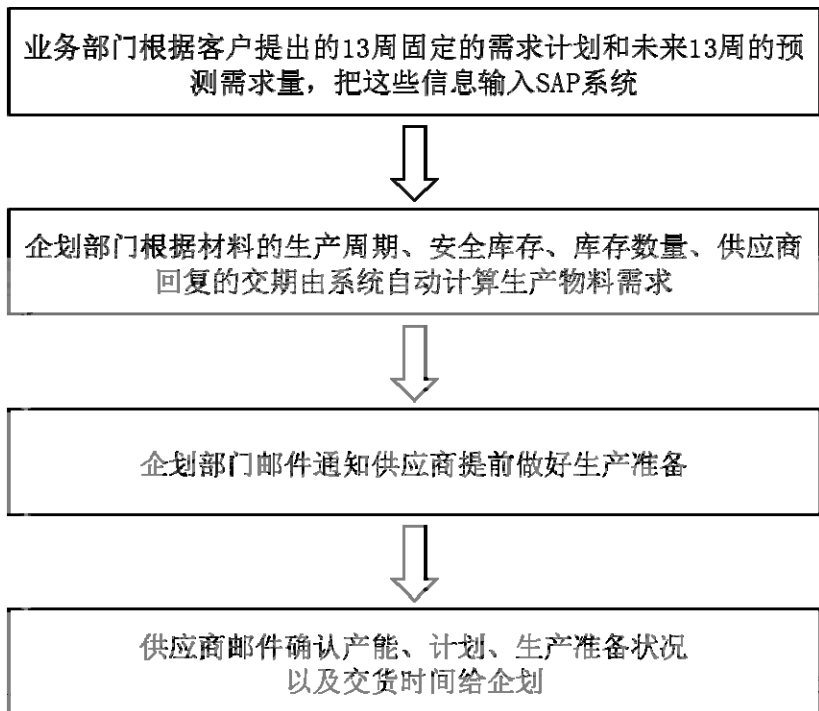 业务部门根据客户提出的13周固定的需求计划和未来13周的预
测需求量，把这些信息输入SAP系统
企划部门根据材料的生产周期、安全库存、库存数量、供应商
回复的交期由系统自动计算生产物料需求
企划部门邮件通知供应商提前做好生产准备
供应商邮件确认产能、计划、生产准备状况
以及交货时间给企划